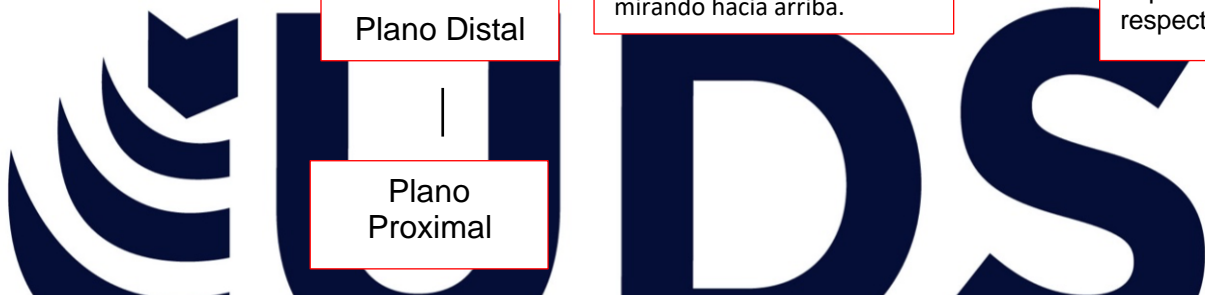 mirando hacia arriba.
respect
Plano Distal
Plano
Proximal
UDS